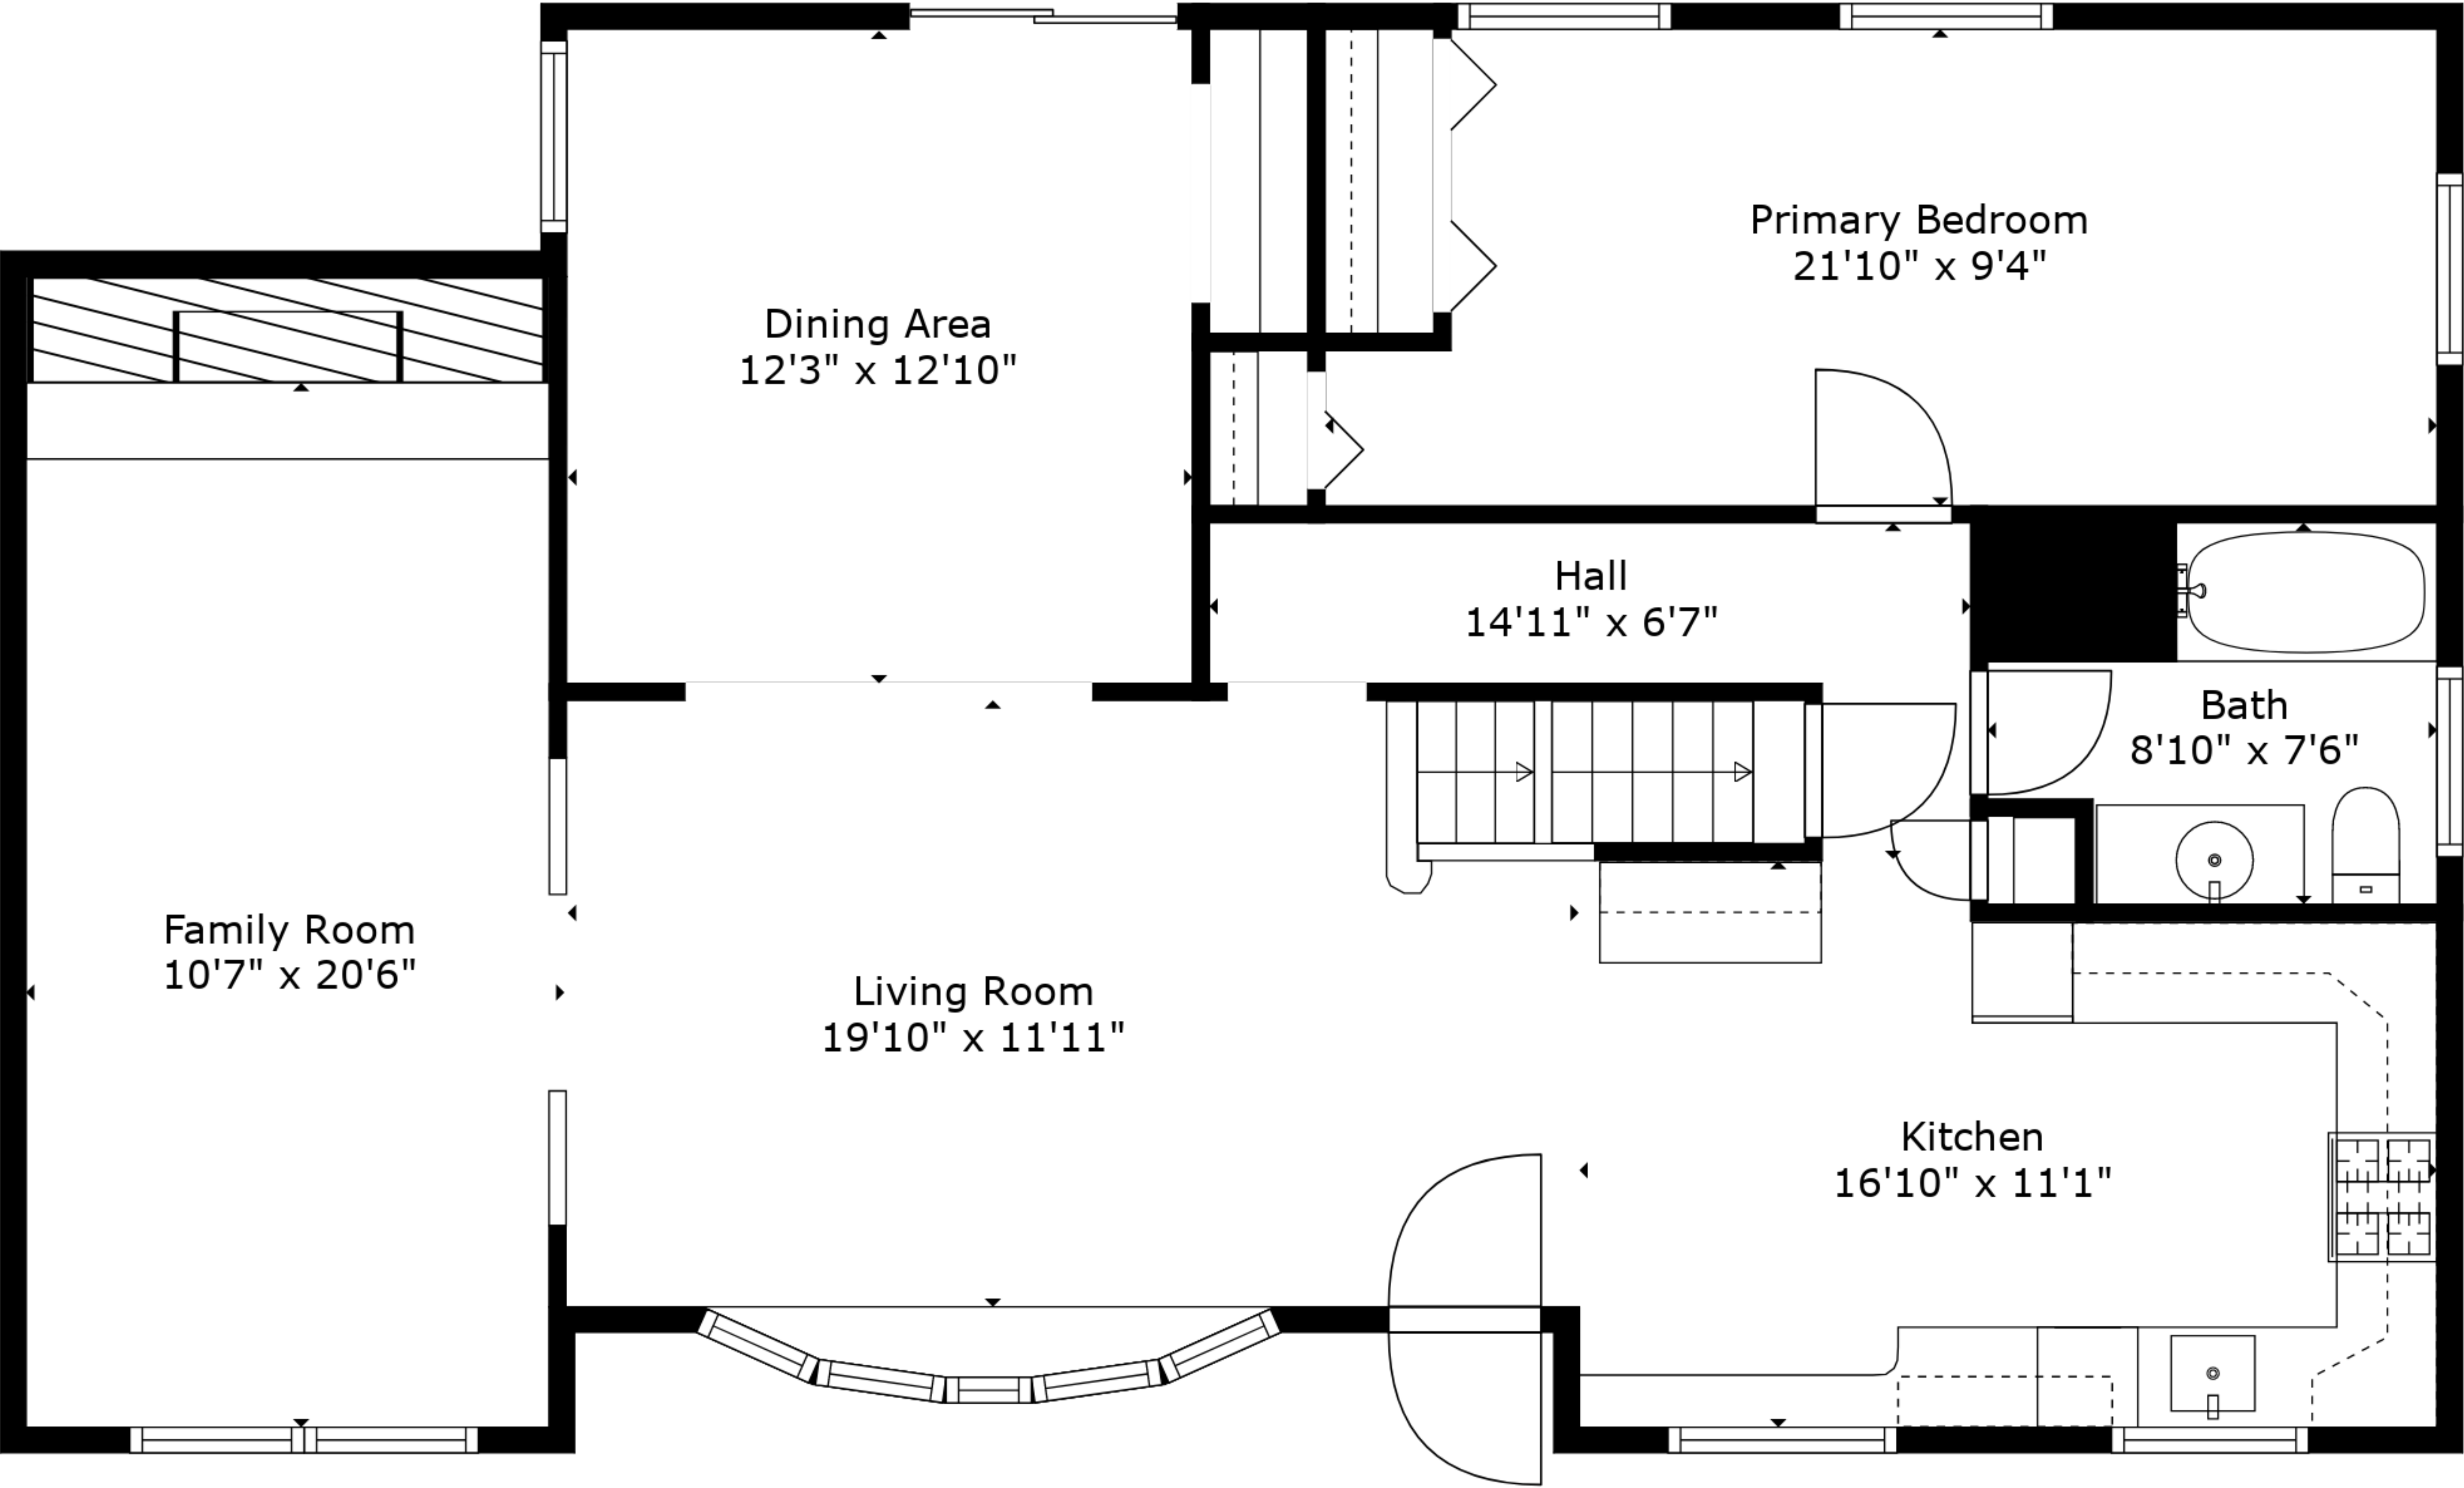 Primary Bedroom
21'10" x 9'4"
Dining Area
12'3" x 12'10"
Hall
14'11" x 6'7"
Bath
8'10" x 7'6"
Family Room
10'7" x 20'6"
Living Room
19'10" x 11'11"
Kitchen
16'10" x 11'1"